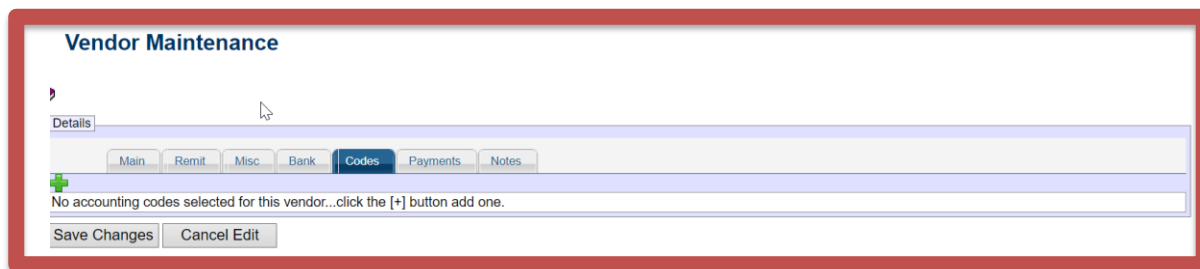 Vendor Maintenance
Details
Main Remit Misc Bank Codes Payments Notes
No accounting codes selected for this vendor...click the [+] button add one.
Save Changes Cancel Edit